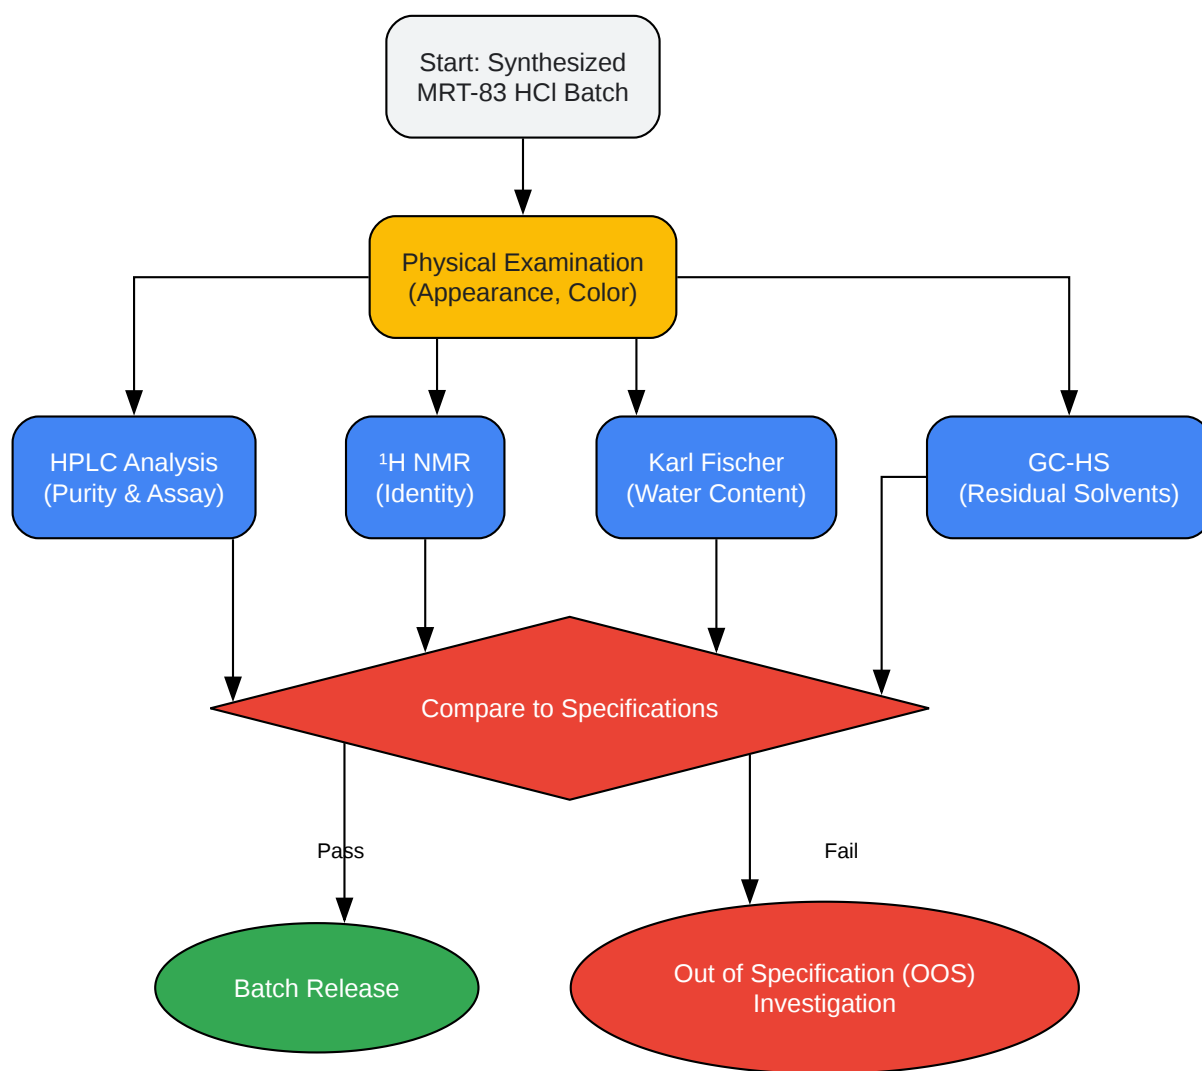 Start: Synthesized
MRT-83 HCl Batch
Physical Examination
(Appearance, Color)
HPLC Analysis
(Purity & Assay)
¹H NMR
(Identity)
Karl Fischer
(Water Content)
GC-HS
(Residual Solvents)
Compare to Specifications
Pass
Fail
Batch Release
Out of Specification (OOS)
Investigation